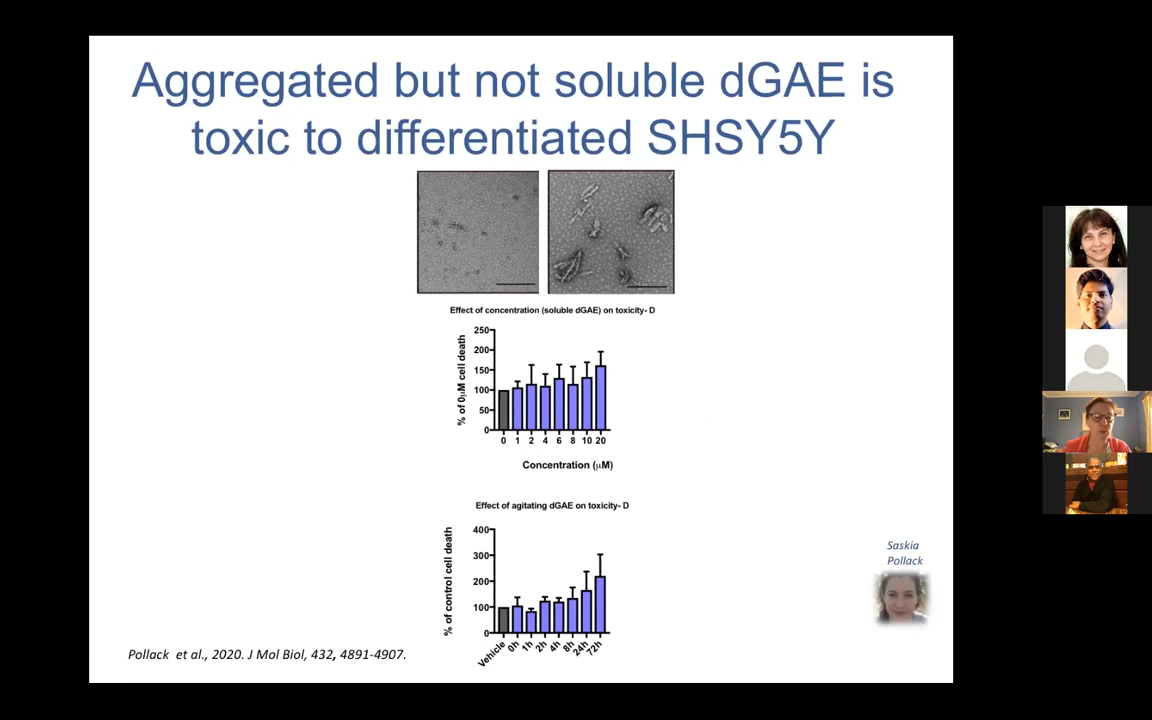 Aggregated but not soluble dGAE is
toxic to differentiated SHSY5Y
Effect of concentration (soluble dGAE) on toxicity- D
% of 0μM cell death
250
200
150
100
50
0
0 1 2 4 6 8 10 20
Concentration (μM)
Effect of agitating dGAE on toxicity- D
% of control cell death
400
300
200
100
0
Vehicle 0h 1h 2h 4h 8h 24h 72h
Saskia
Pollack
Pollack et al., 2020. J Mol Biol, 432, 4891-4907.